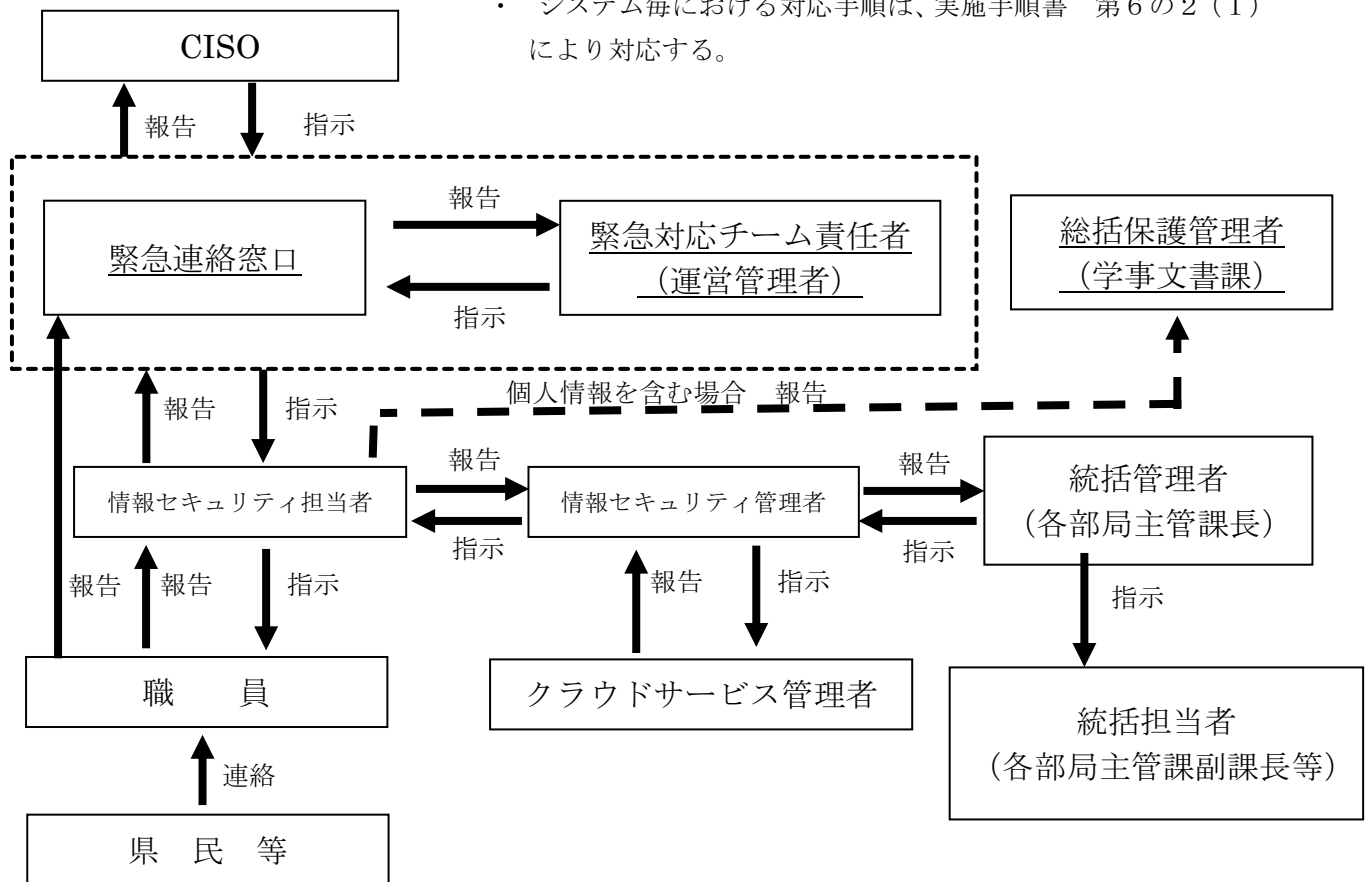 ・ システム毎における対応手順は、実施手順書　第６の２（１）
により対応する。
CISO
報告
指示
緊急連絡窓口
報告
指示
緊急対応チーム責任者
（運営管理者）
総括保護管理者
（学事文書課）
報告
指示
個人情報を含む場合　報告
情報セキュリティ担当者
報告
指示
情報セキュリティ管理者
報告
指示
統括管理者
（各部局主管課長）
報告
報告
指示
報告
指示
指示
職　　員
クラウドサービス管理者
統括担当者
（各部局主管課副課長等）
連絡
県　民　等